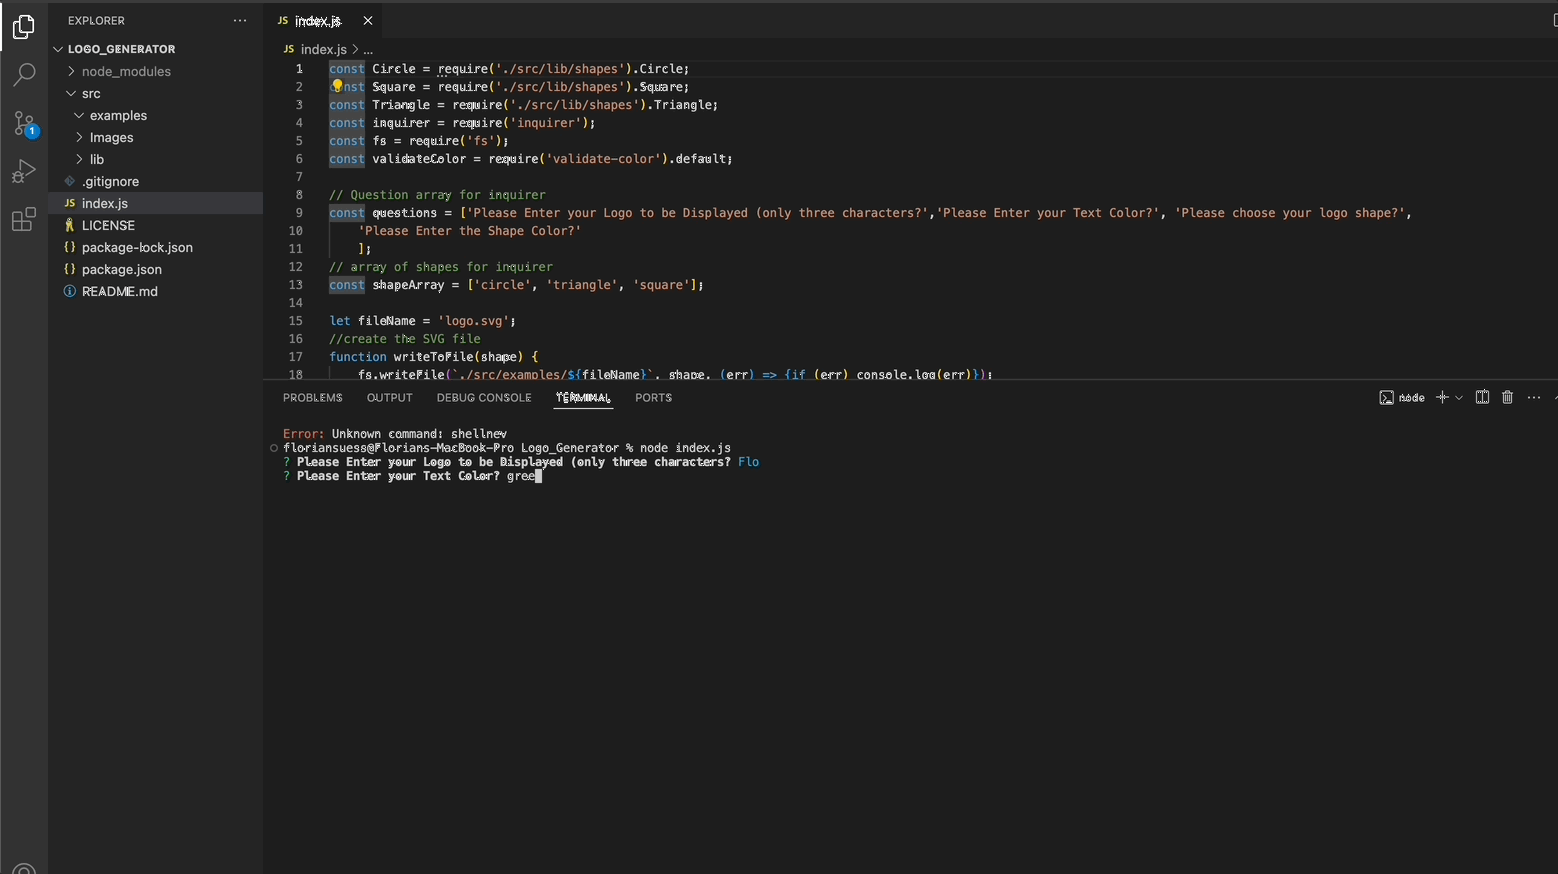 EXPLORER
LOGO_GENERATOR
node_modules
src
examples
Images
lib
.gitignore
JS index.js
LICENSE
{} package-lock.json
{} package.json
README.md
1
JS index.js
JS index.js > ...
1 const Circle = require('./src/lib/shapes').Circle;
2 const Square = require('./src/lib/shapes').Square;
3 const Triangle = require('./src/lib/shapes').Triangle;
4 const inquirer = require('inquirer');
5 const fs = require('fs');
6 const validateColor = require('validate-color').default;
7
8 // Question array for inquirer
9 const questions = ['Please Enter your Logo to be Displayed (only three characters?','Please Enter your Text Color?', 'Please choose your logo shape?',
10 'Please Enter the Shape Color?'
11 ];
12 // array of shapes for inquirer
13 const shapeArray = ['circle', 'triangle', 'square'];
14
15 let fileName = 'logo.svg';
16 //create the SVG file
17 function writeToFile(shape) {
18 fs.writeFile(`./src/examples/${fileName}`, shape, (err) => {if (err) console.log(err)});
PROBLEMS OUTPUT DEBUG CONSOLE TERMINAL PORTS
node
Error: Unknown command: shellnev
floriansuess@Florians-MacBook-Pro Logo_Generator % node index.js
? Please Enter your Logo to be Displayed (only three characters? Flo
? Please Enter your Text Color? gree